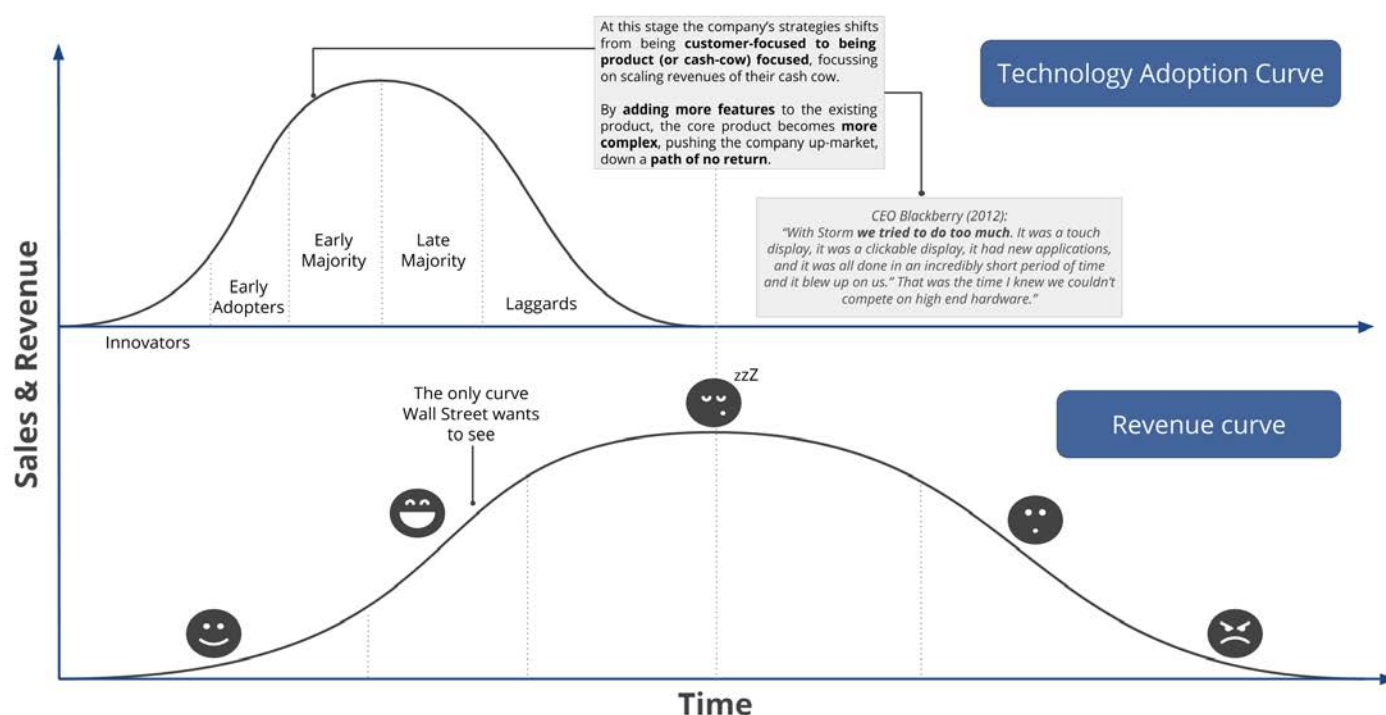 At this stage the company’s strategies shifts
from being customer-focused to being
product (or cash-cow) focused, focussing
on scaling revenues of their cash cow.
By adding more features to the existing
product, the core product becomes more
complex, pushing the company up-market,
down a path of no return.
Technology Adoption Curve
CEO Blackberry (2012):
“With Storm we tried to do too much. It was a touch
display, it was a clickable display, it had new applications,
and it was all done in an incredibly short period of time
and it blew up on us.” That was the time I knew we couldn’t
compete on high end hardware.”
Early
Majority
Late
Majority
Early
Adopters
Laggards
Innovators
Sales & Revenue
The only curve
Wall Street wants
to see
zzZ
Revenue curve
Time